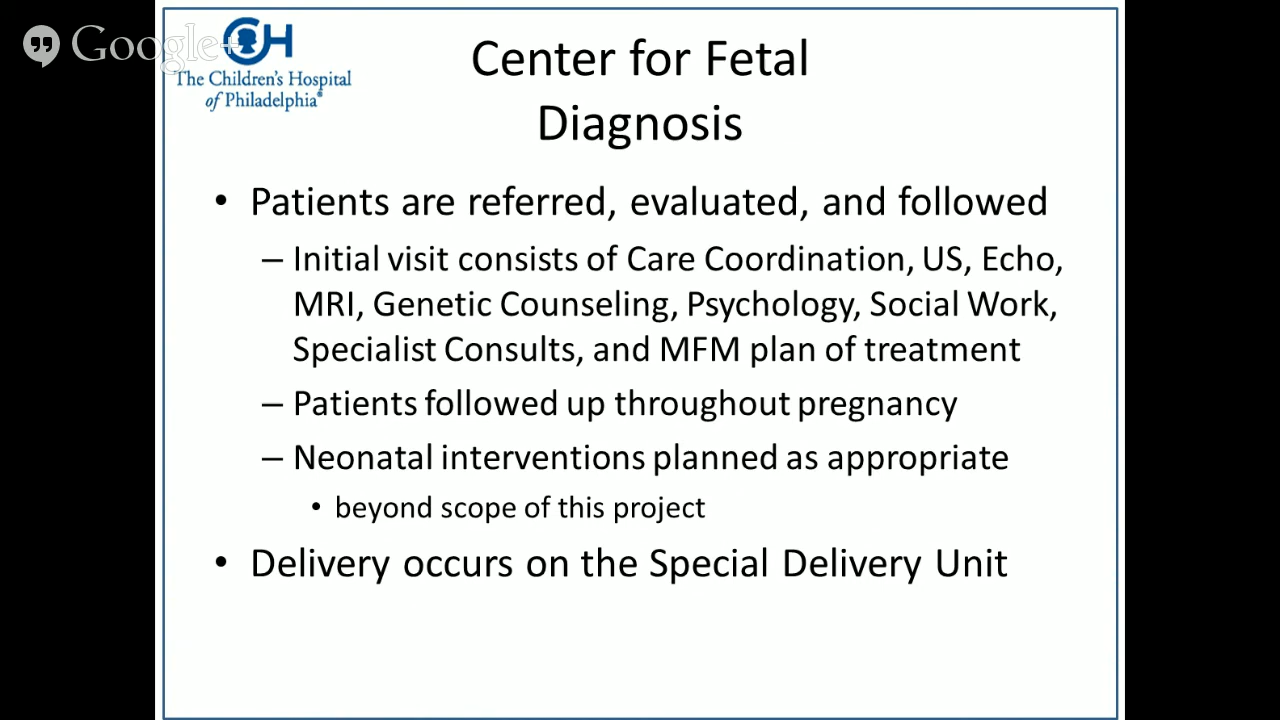 Google+
CH
The Children's Hospital
of Philadelphia®
Center for Fetal
Diagnosis
• Patients are referred, evaluated, and followed
– Initial visit consists of Care Coordination, US, Echo,
MRI, Genetic Counseling, Psychology, Social Work,
Specialist Consults, and MFM plan of treatment
– Patients followed up throughout pregnancy
– Neonatal interventions planned as appropriate
• beyond scope of this project
• Delivery occurs on the Special Delivery Unit